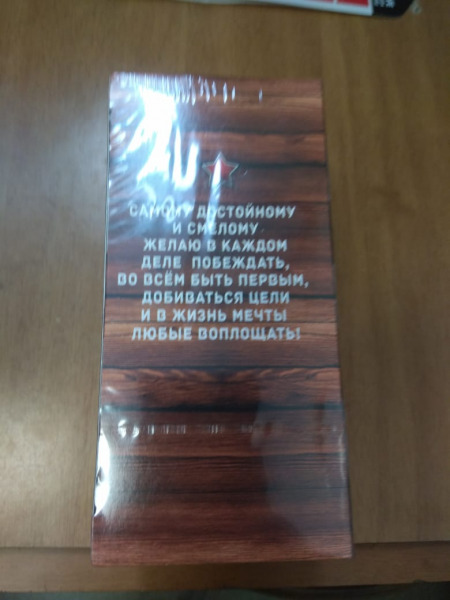 САМОМУ ДОСТОЙНОМУ
И СМЕЛОМУ
ЖЕЛАЮ В КАЖДОМ
ДЕЛЕ ПОБЕЖДАТЬ,
ВО ВСЁМ БЫТЬ ПЕРВЫМ,
ДОБИВАТЬСЯ ЦЕЛИ
И В ЖИЗНЬ МЕЧТЫ
ЛЮБЫЕ ВОПЛОЩАТЬ!